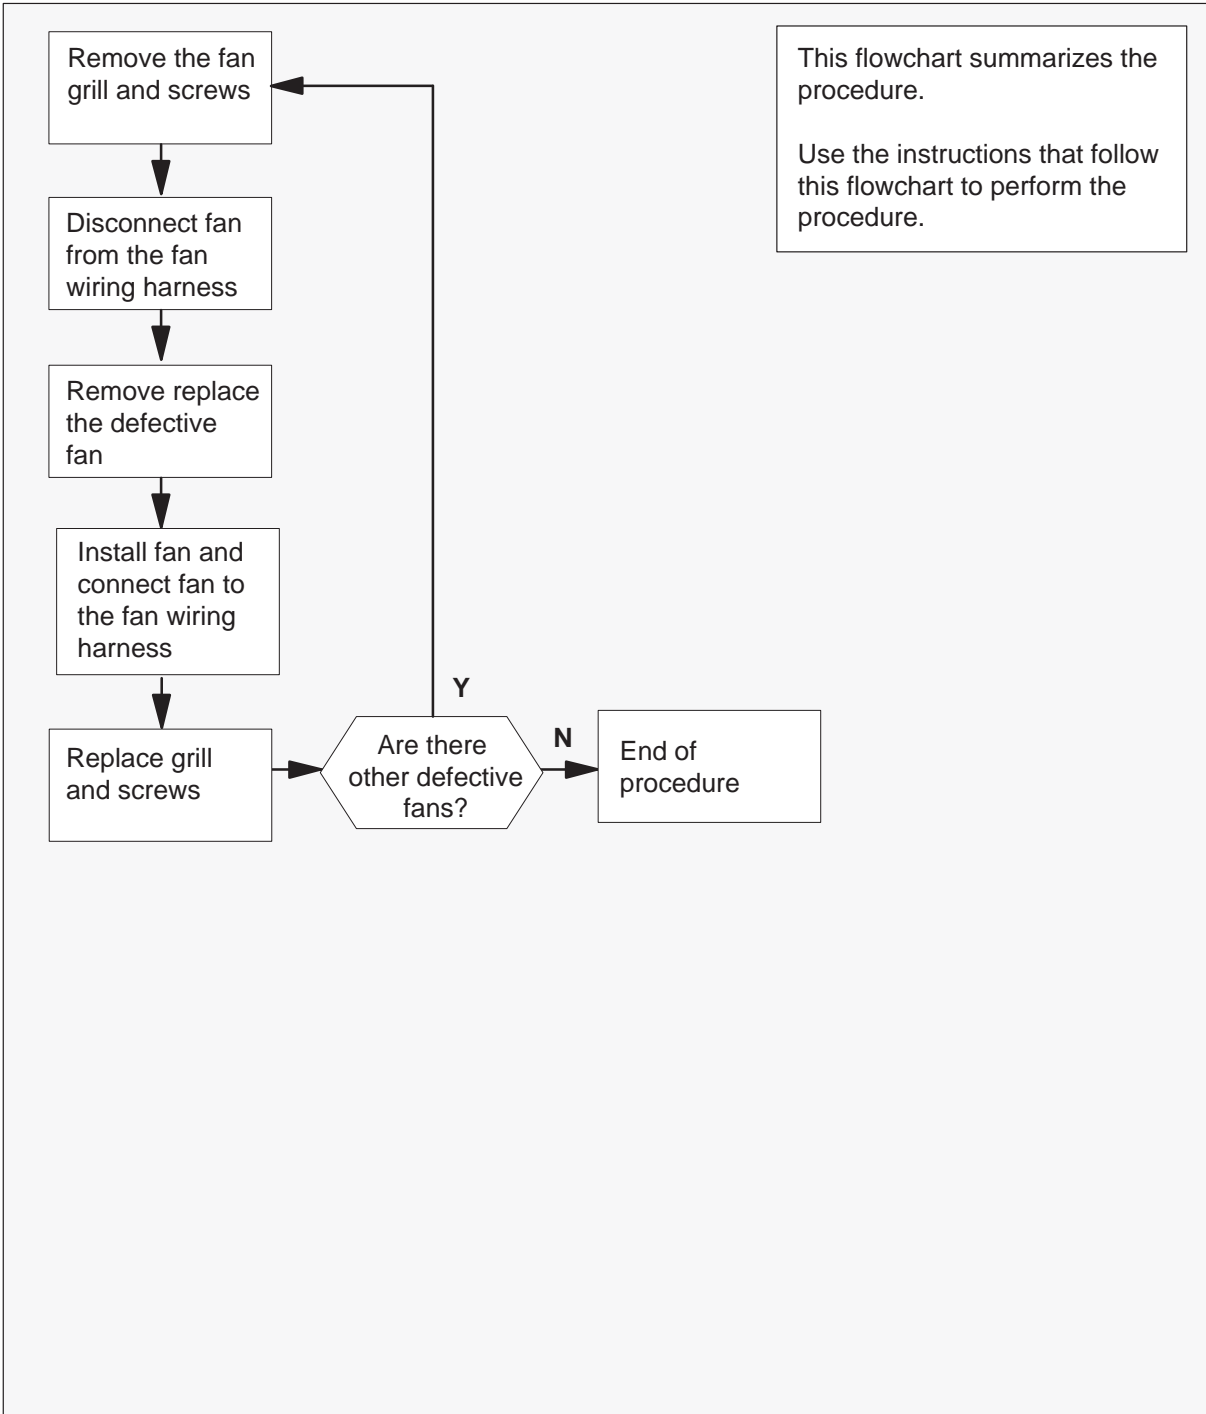 Remove the fan
grill and screws
This flowchart summarizes the
procedure.
Use the instructions that follow
this flowchart to perform the
procedure.
Disconnect fan
from the fan
wiring harness
Remove replace
the defective
fan
Install fan and
connect fan to
the fan wiring
harness
Replace grill
and screws
Are there
other defective
fans?
Y
N
End of
procedure